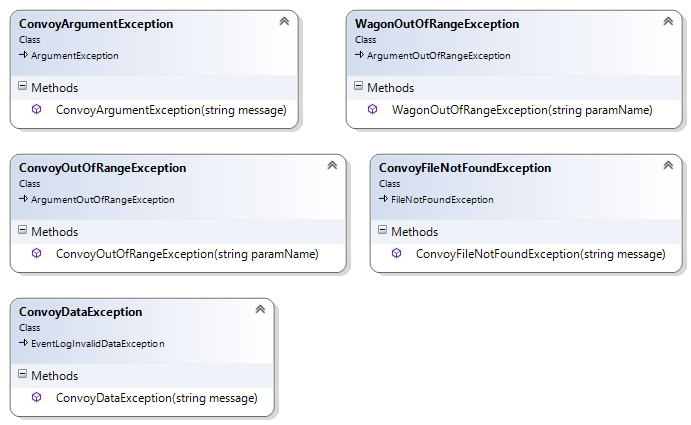 ConvoyArgumentException
Class
ArgumentException
Methods
ConvoyArgumentException(string message)
WagonOutOfRangeException
Class
ArgumentOutOfRangeException
Methods
WagonOutOfRangeException(string paramName)
ConvoyOutOfRangeException
Class
ArgumentOutOfRangeException
Methods
ConvoyOutOfRangeException(string paramName)
ConvoyFileNotFoundException
Class
FileNotFoundException
Methods
ConvoyFileNotFoundException(string message)
ConvoyDataException
Class
EventLogInvalidDataException
Methods
ConvoyDataException(string message)